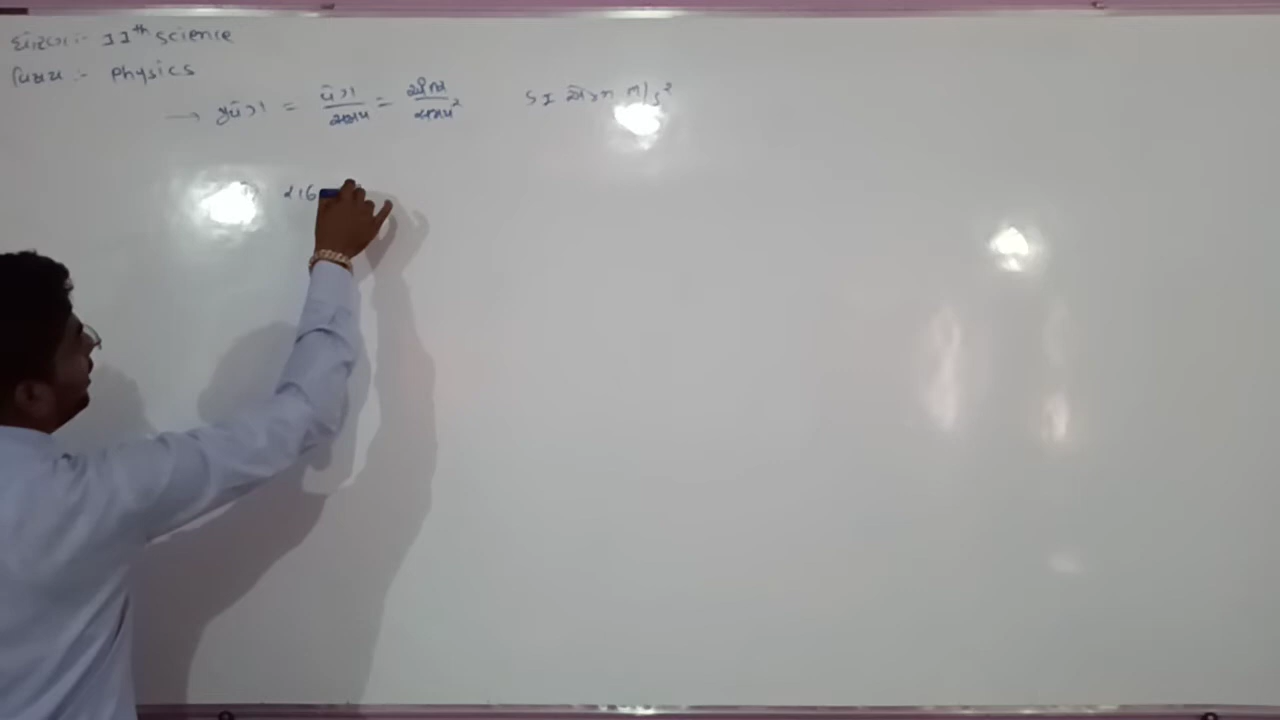 ધોરણ :- 11th science
વિષય :- physics
→ પ્રવેગ = વેગ/સમય = અંતર/સમય² SI એકમ m/s²